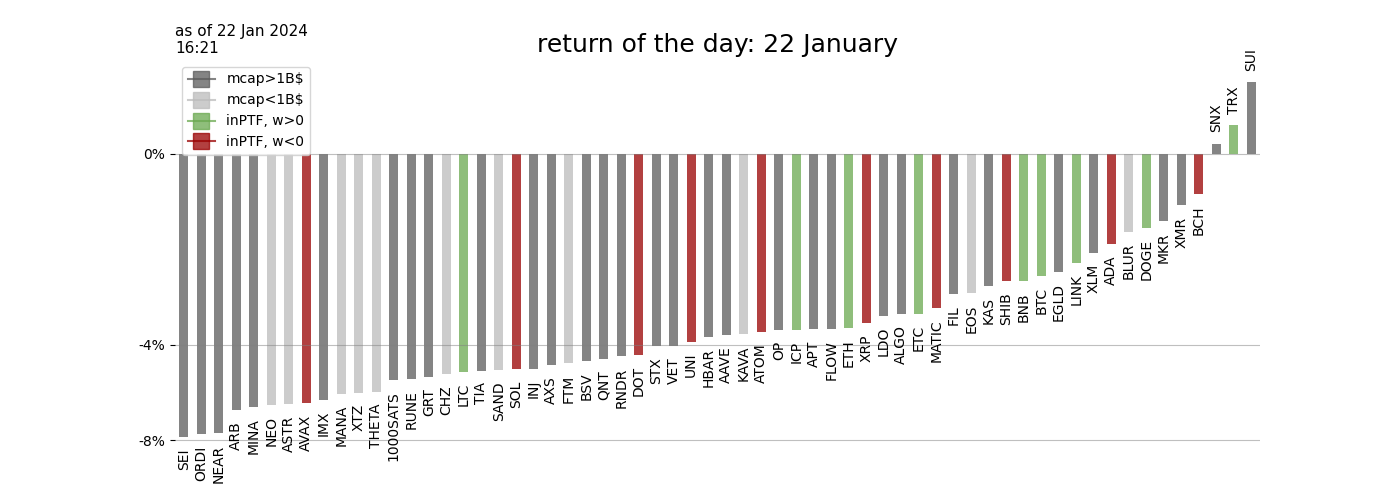 as of 22 Jan 2024
16:21
return of the day: 22 January
mcap>1B$
mcap<1B$
inPTF, w>0
inPTF, w<0
0%
-4%
-8%
SEI
ORDI
NEAR
ARB
MINA
NEO
ASTR
AVAX
IMX
MANA
XTZ
THETA
1000SATS
RUNE
GRT
CHZ
LTC
TIA
SAND
SOL
INJ
AXS
FTM
BSV
QNT
RNDR
DOT
STX
VET
UNI
HBAR
AAVE
KAVA
ATOM
OP
ICP
APT
FLOW
ETH
XRP
LDO
ALGO
ETC
MATIC
FIL
EOS
KAS
SHIB
BNB
BTC
EGLD
LINK
XLM
ADA
BLUR
DOGE
MKR
XMR
BCH
SNX
TRX
SUI